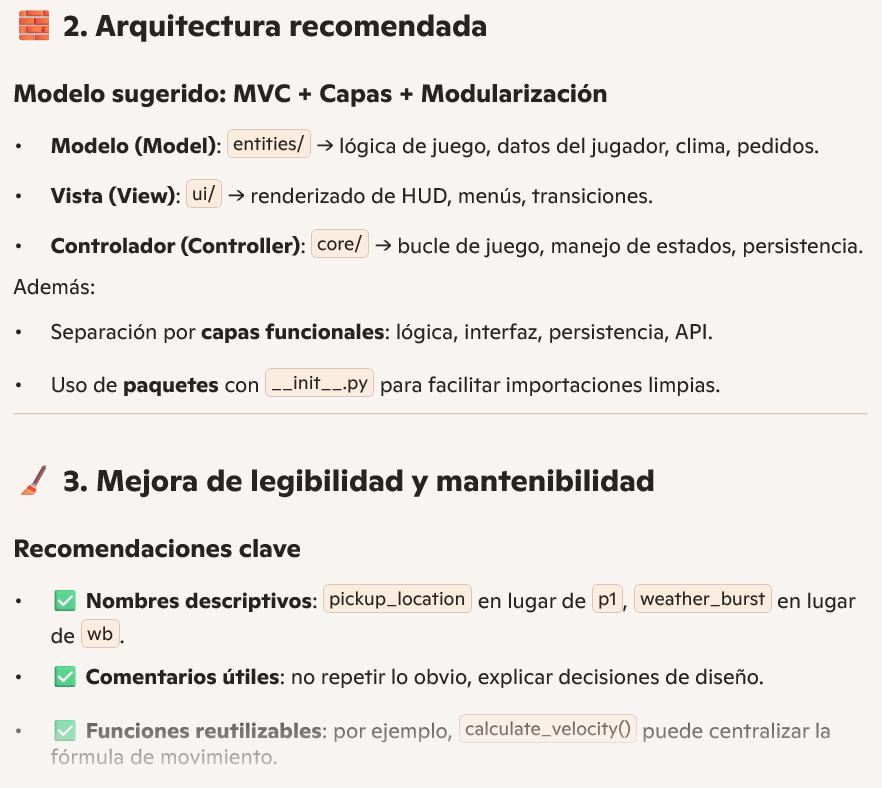 🧱 2. Arquitectura recomendada
Modelo sugerido: MVC + Capas + Modularización
• Modelo (Model): entities/ → lógica de juego, datos del jugador, clima, pedidos.
• Vista (View): ui/ → renderizado de HUD, menús, transiciones.
• Controlador (Controller): core/ → bucle de juego, manejo de estados, persistencia.
Además:
• Separación por capas funcionales: lógica, interfaz, persistencia, API.
• Uso de paquetes con __init__.py para facilitar importaciones limpias.
🖌️ 3. Mejora de legibilidad y mantenibilidad
Recomendaciones clave
• ✅ Nombres descriptivos: pickup_location en lugar de p1, weather_burst en lugar
de wb.
• ✅ Comentarios útiles: no repetir lo obvio, explicar decisiones de diseño.
• ✅ Funciones reutilizables: por ejemplo, calculate_velocity() puede centralizar la
fórmula de movimiento.